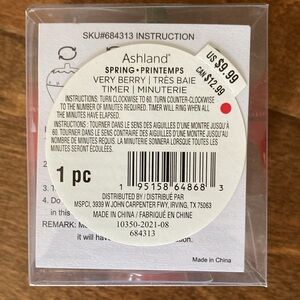 SKU#684313 INSTRUCTION
Ashland®
SPRING • PRINTEMPS
VERY BERRY | TRÈS BAIE
TIMER | MINUTERIE
US $9.99
CAN $12.99
INSTRUCTIONS: TURN CLOCKWISE TO 60, TURN COUNTER-CLOCKWISE
TO THE NUMBER OF MINUTES REQUIRED. TIMER WILL RING WHEN ALL
THE MINUTES HAVE ELAPSED.
INSTRUCTIONS : TOURNER DANS LE SENS DES AIGUILLES D'UNE MONTRE JUSQU'À
60, TOURNER DANS LE SENS CONTRAIRE DES AIGUILLES D'UNE MONTRE JUSQU'AU
NOMBRE DE MINUTES REQUIS. LA MINUTERIE SONNERA LORSQUE TOUTES LES
MINUTES SERONT ÉCOULÉES.
1 pc
1 95158 64868 3
DISTRIBUTED BY / DISTRIBUÉ PAR
MSPCI, 3939 W JOHN CARPENTER FWY, IRVING, TX 75063
MADE IN CHINA / FABRIQUÉ EN CHINE
10350-2021-08
684313
1.
2.
3.
4. Do
in this
REMARK:
it will have
Made in China